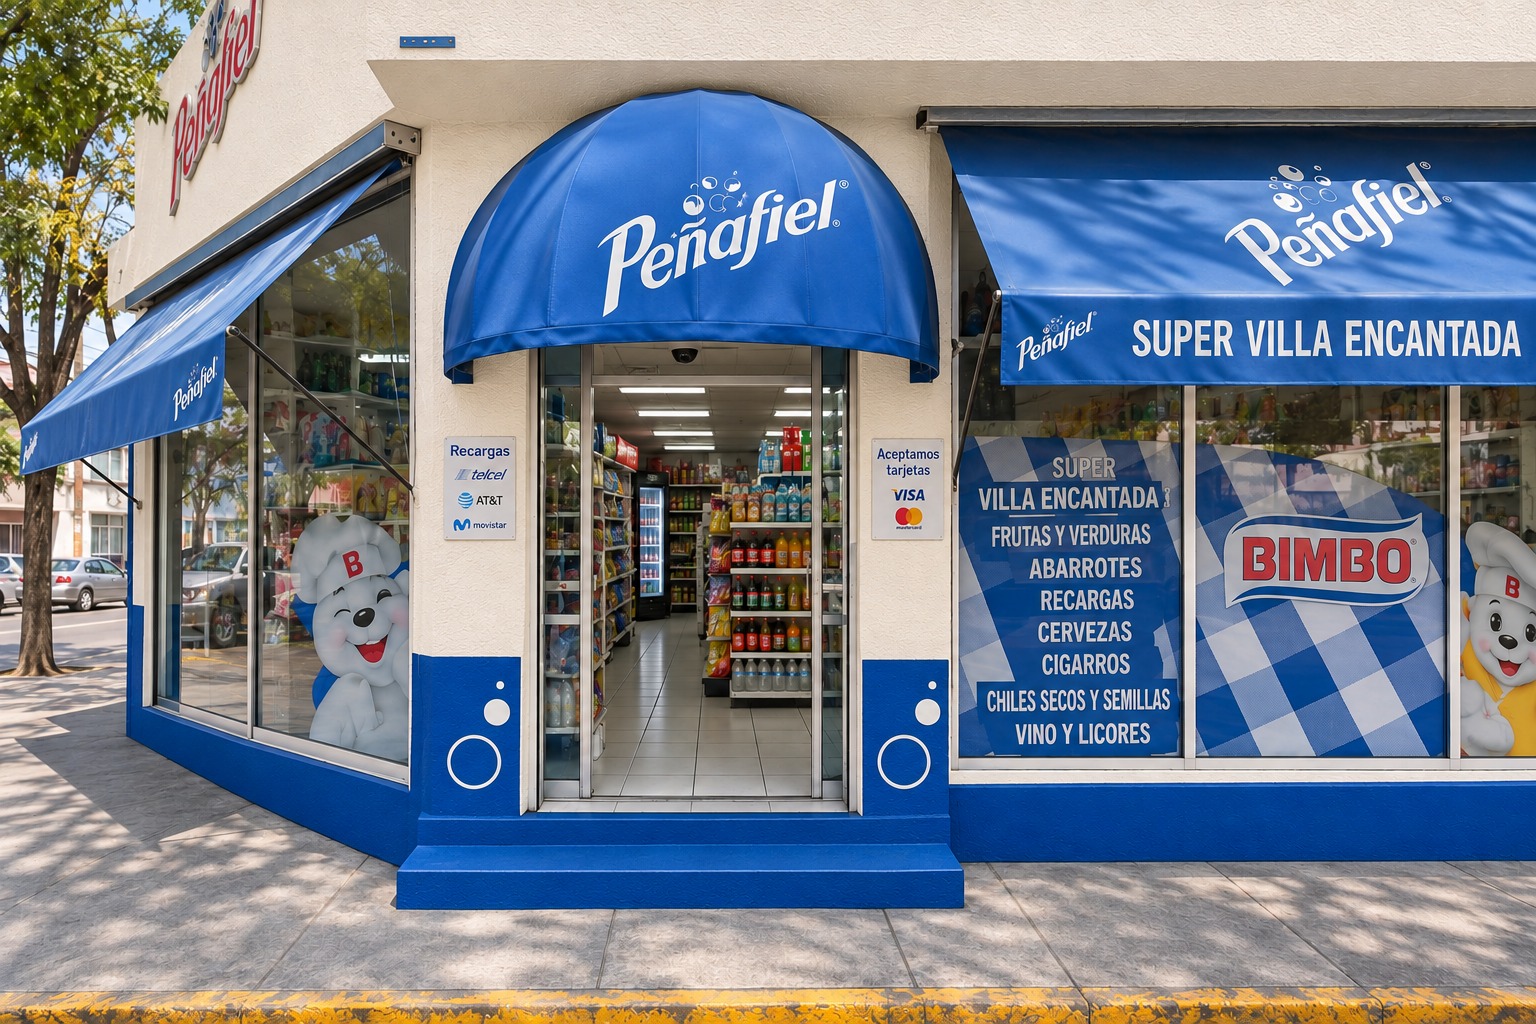 Peñafiel
Peñafiel®
Peñafiel®
Peñafiel
Peñafiel
SUPER VILLA ENCANTADA
Recargas
telcel
AT&T
movistar
Aceptamos
tarjetas
VISA
mastercard
B
SUPER
VILLA ENCANTADA
FRUTAS Y VERDURAS
ABARROTES
RECARGAS
CERVEZAS
CIGARROS
CHILES SECOS Y SEMILLAS
VINO Y LICORES
BIMBO®
B